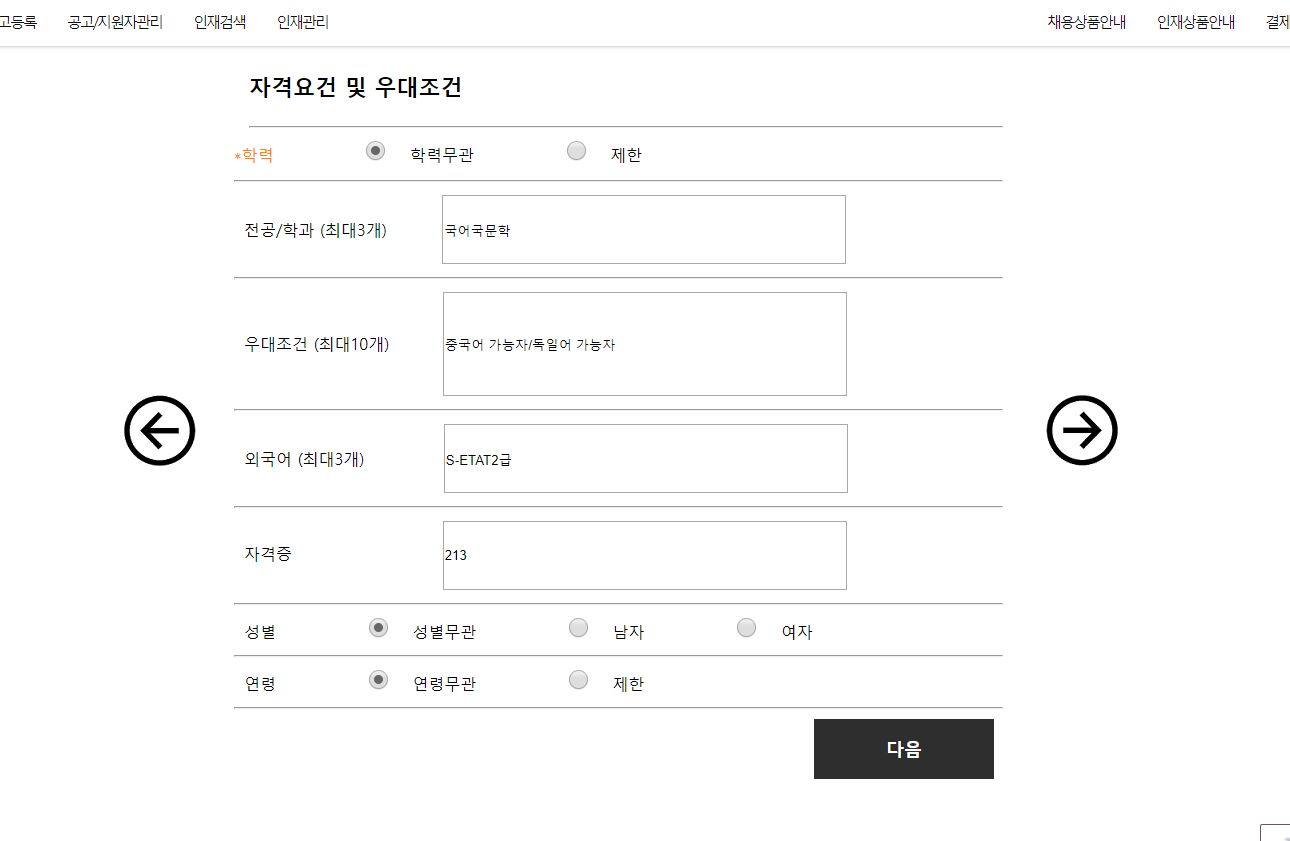 고등록 공고/지원자관리 인재검색 인재관리 채용상품안내 인재상품안내 결제
자격요건 및 우대조건
*학력 학력무관 제한
전공/학과 (최대3개) 국어국문학
우대조건 (최대10개) 중국어 가능자/독일어 가능자
외국어 (최대3개) S-ETAT2급
자격증 213
성별 성별무관 남자 여자
연령 연령무관 제한
다음